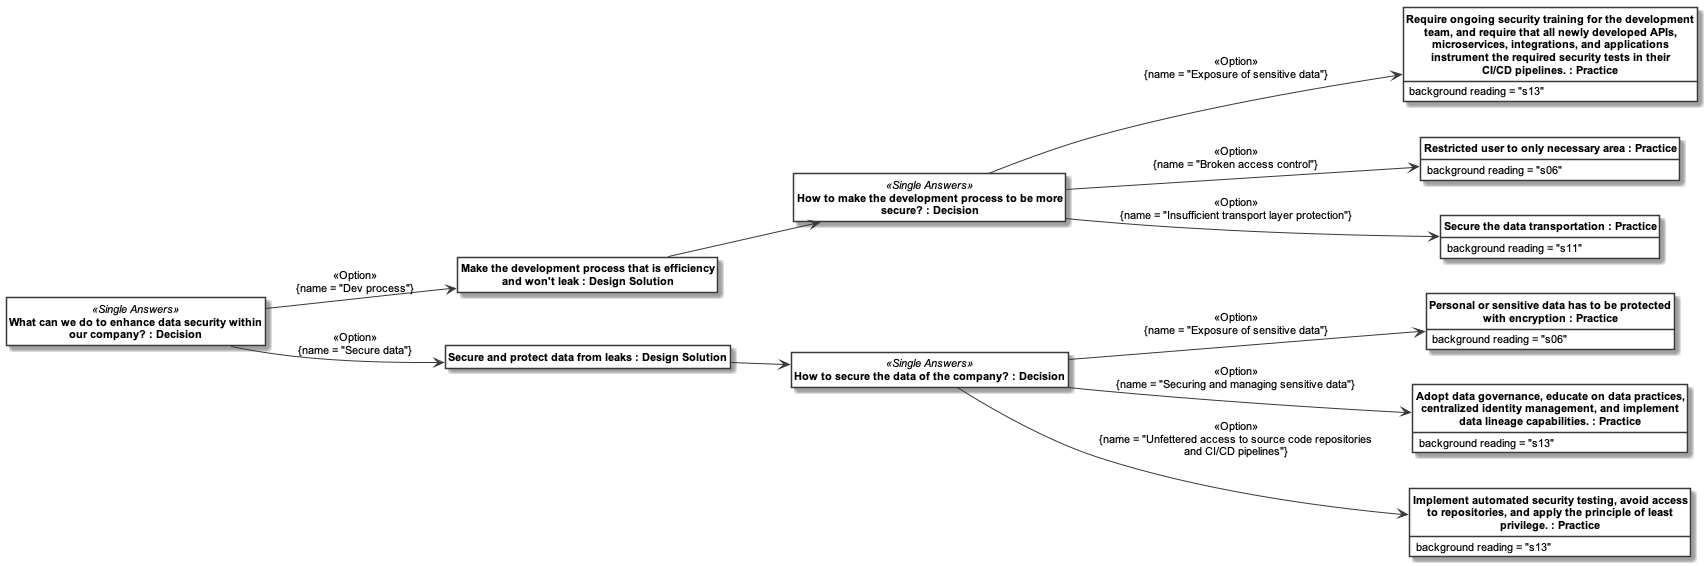 «Single Answers»
What can we do to enhance data security within
our company? : Decision
«Option»
{name = "Dev process"}
«Option»
{name = "Secure data"}
Make the development process that is efficiency
and won't leak : Design Solution
Secure and protect data from leaks : Design Solution
«Single Answers»
How to make the development process to be more
secure? : Decision
«Single Answers»
How to secure the data of the company? : Decision
«Option»
{name = "Exposure of sensitive data"}
«Option»
{name = "Broken access control"}
«Option»
{name = "Insufficient transport layer protection"}
«Option»
{name = "Exposure of sensitive data"}
«Option»
{name = "Securing and managing sensitive data"}
«Option»
{name = "Unfettered access to source code repositories
and CI/CD pipelines"}
Require ongoing security training for the development
team, and require that all newly developed APIs,
microservices, integrations, and applications
instrument the required security tests in their
CI/CD pipelines. : Practice
background reading = "s13"
Restricted user to only necessary area : Practice
background reading = "s06"
Secure the data transportation : Practice
background reading = "s11"
Personal or sensitive data has to be protected
with encryption : Practice
background reading = "s06"
Adopt data governance, educate on data practices,
centralized identity management, and implement
data lineage capabilities. : Practice
background reading = "s13"
Implement automated security testing, avoid access
to repositories, and apply the principle of least
privilege. : Practice
background reading = "s13"